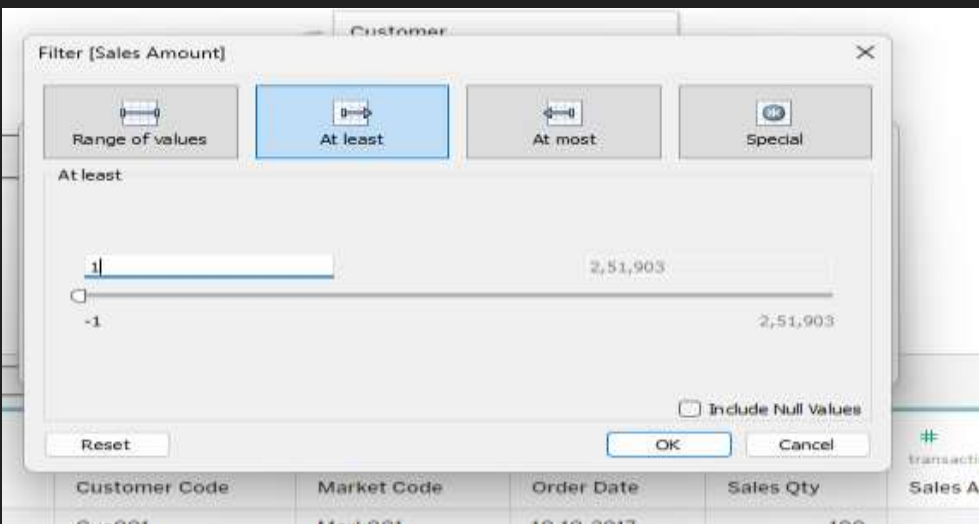 Customer
Filter [Sales Amount]
Range of values
At least
At most
Special
At least
1
2,51,903
-1
2,51,903
Include Null Values
Reset
OK
Cancel
#
Customer Code
Market Code
Order Date
Sales Qty
Sales A